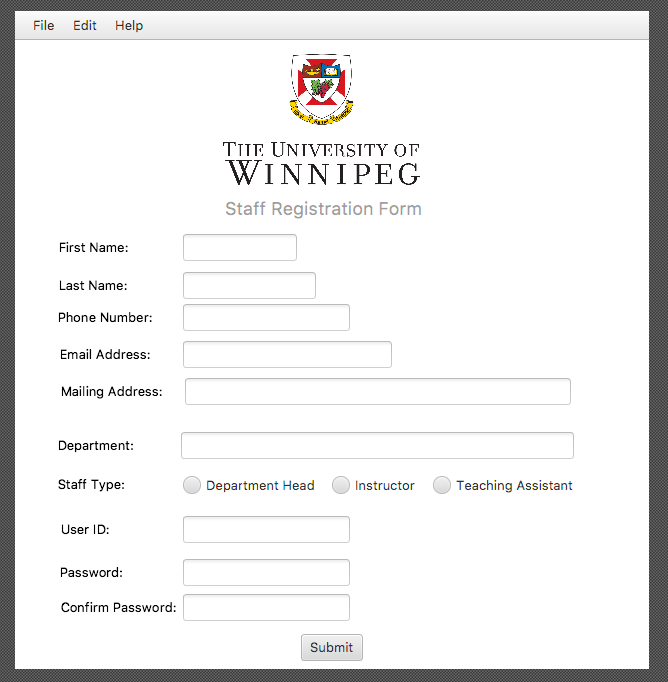 File Edit Help
THE UNIVERSITY OF
WINNIPEG
Staff Registration Form
First Name:
Last Name:
Phone Number:
Email Address:
Mailing Address:
Department:
Staff Type: Department Head Instructor Teaching Assistant
User ID:
Password:
Confirm Password:
Submit